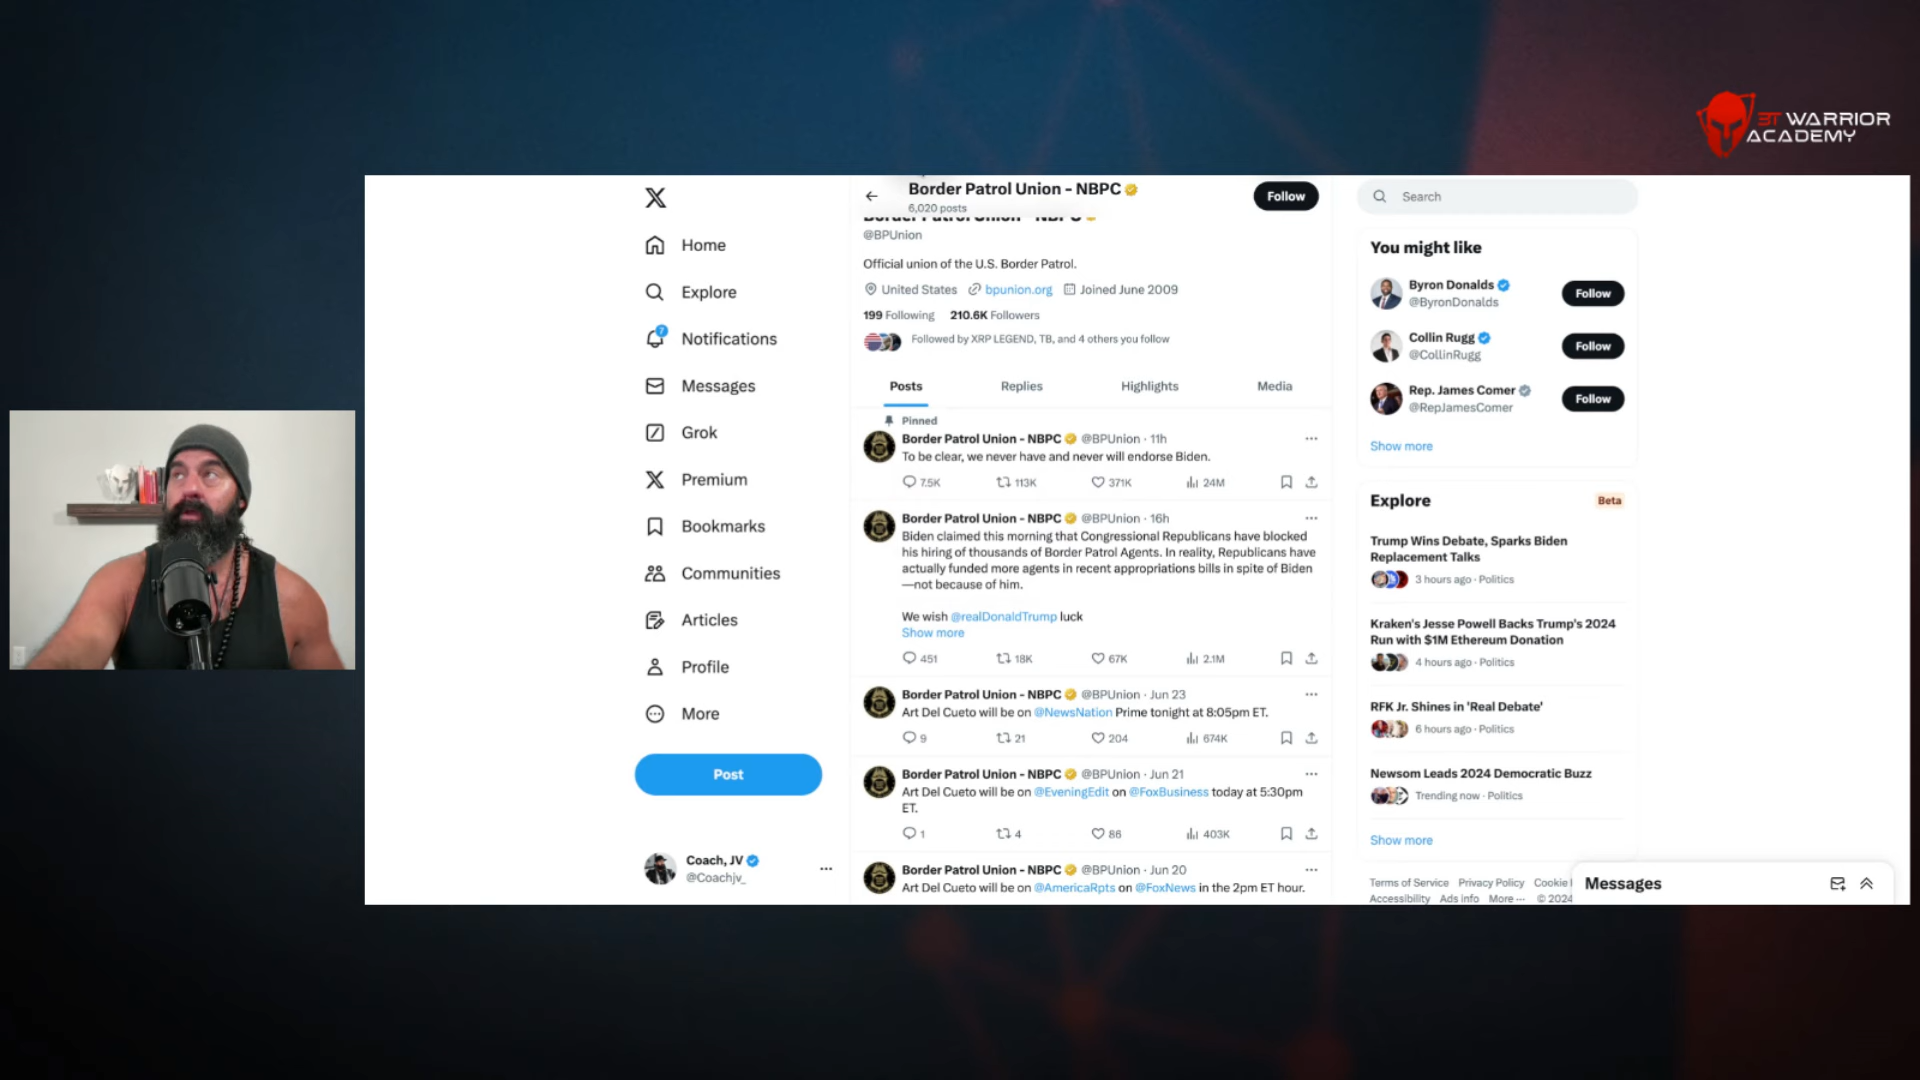 3T WARRIOR
ACADEMY
Home
Explore
Notifications
7
Messages
Grok
Premium
Bookmarks
Communities
Articles
Profile
More
Post
Coach, JV
@Coachjv_
Border Patrol Union - NBPC
6,020 posts
Follow
Border Patrol Union - NBPC
@BPUnion
Official union of the U.S. Border Patrol.
United States bpunion.org Joined June 2009
199 Following 210.6K Followers
Followed by XRP LEGEND, TB, and 4 others you follow
Posts Replies Highlights Media
Pinned
Border Patrol Union - NBPC @BPUnion · 11h
To be clear, we never have and never will endorse Biden.
7.5K 113K 371K 24M
Border Patrol Union - NBPC @BPUnion · 16h
Biden claimed this morning that Congressional Republicans have blocked
his hiring of thousands of Border Patrol Agents. In reality, Republicans have
actually funded more agents in recent appropriations bills in spite of Biden
—not because of him.
We wish @realDonaldTrump luck
Show more
451 18K 67K 2.1M
Border Patrol Union - NBPC @BPUnion · Jun 23
Art Del Cueto will be on @NewsNation Prime tonight at 8:05pm ET.
9 21 204 674K
Border Patrol Union - NBPC @BPUnion · Jun 21
Art Del Cueto will be on @EveningEdit on @FoxBusiness today at 5:30pm
ET.
1 4 86 403K
Border Patrol Union - NBPC @BPUnion · Jun 20
Art Del Cueto will be on @AmericaRpts on @FoxNews in the 2pm ET hour.
Search
You might like
Byron Donalds
@ByronDonalds
Follow
Collin Rugg
@CollinRugg
Follow
Rep. James Comer
@RepJamesComer
Follow
Show more
Explore
Beta
Trump Wins Debate, Sparks Biden
Replacement Talks
3 hours ago · Politics
Kraken's Jesse Powell Backs Trump's 2024
Run with $1M Ethereum Donation
4 hours ago · Politics
RFK Jr. Shines in 'Real Debate'
6 hours ago · Politics
Newsom Leads 2024 Democratic Buzz
Trending now · Politics
Show more
Terms of Service Privacy Policy Cookie
Accessibility Ads info More ··· © 2024
Messages